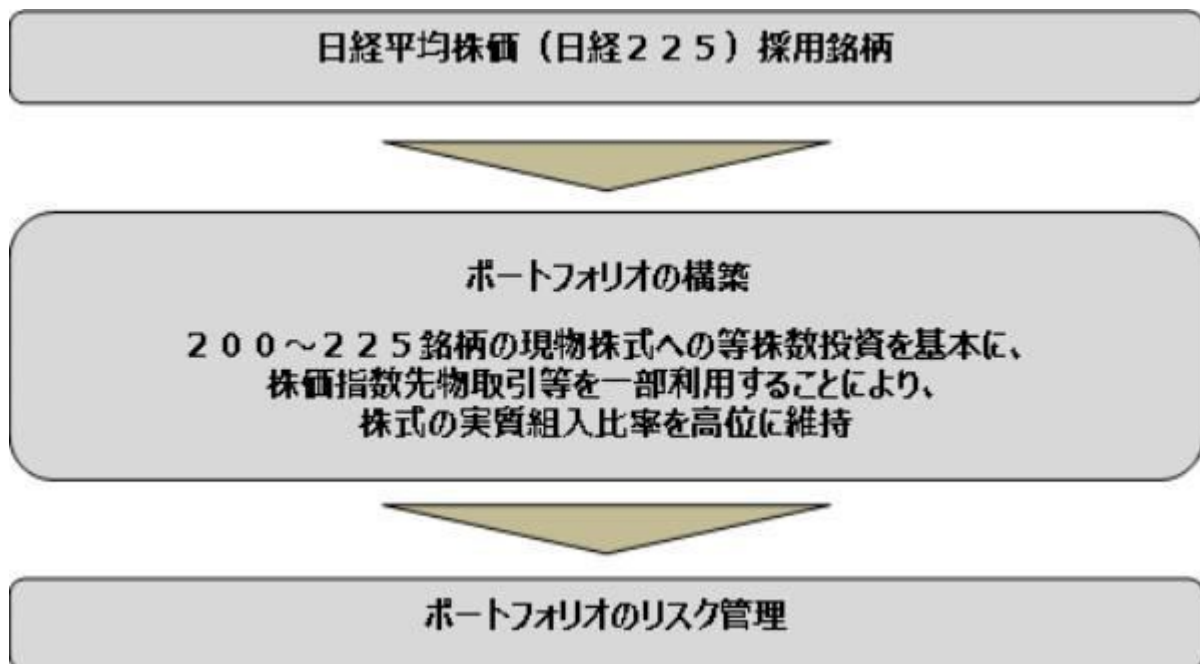 日経平均株価（日経２２５）採用銘柄
ポートフォリオの構築
２００～２２５銘柄の現物株式への等株数投資を基本に、
株価指数先物取引等を一部利用することにより、
株式の実質組入比率を高位に維持
ポートフォリオのリスク管理